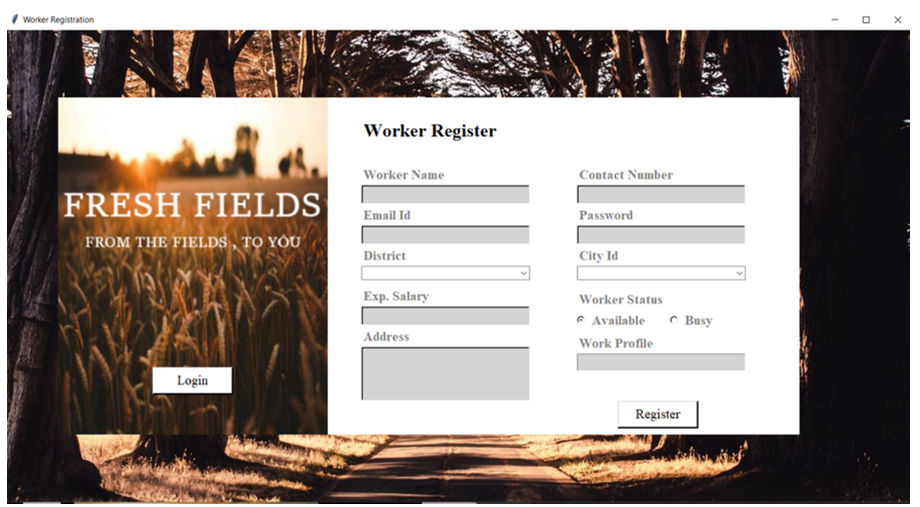 Worker Registration
FRESH FIELDS
FROM THE FIELDS , TO YOU
Login
Worker Register
Worker Name
Contact Number
Email Id
Password
District
City Id
Exp. Salary
Worker Status
Available
Busy
Address
Work Profile
Register